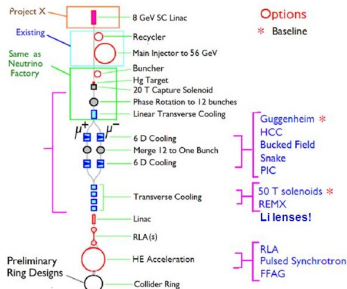 Project X
8 GeV SC Linac
Options
* Baseline
Existing
Recycler
Main Injector to 56 GeV
Same as
Neutrino
Factory
Buncher
Hg Target
20 T Capture Solenoid
Phase Rotation to 12 bunches
Linear Transverse Cooling
μ+ μ−
6 D Cooling
Merge 12 to One Bunch
6 D Cooling
Guggenheim *
HCC
Bucked Field
Snake
PIC
Transverse Cooling
50 T solenoids *
REMX
Li lenses!
Linac
RLA(s)
HE Acceleration
RLA
Pulsed Synchrotron
FFAG
Preliminary
Ring Designs
Collider Ring